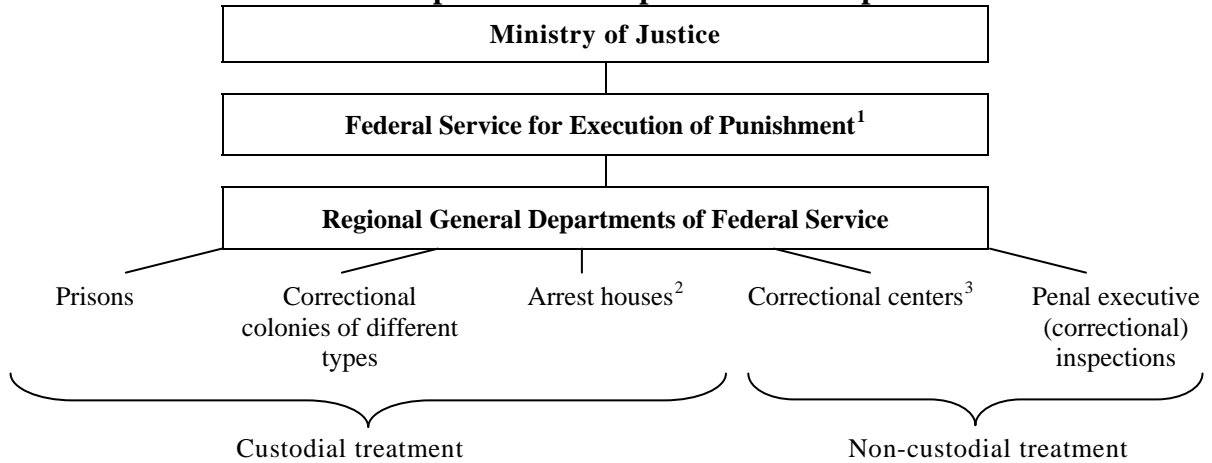 Ministry of Justice
Federal Service for Execution of Punishment¹
Regional General Departments of Federal Service
Prisons
Correctional
colonies of different
types
Arrest houses²
Correctional centers³
Penal executive
(correctional)
inspections
Custodial treatment
Non-custodial treatment